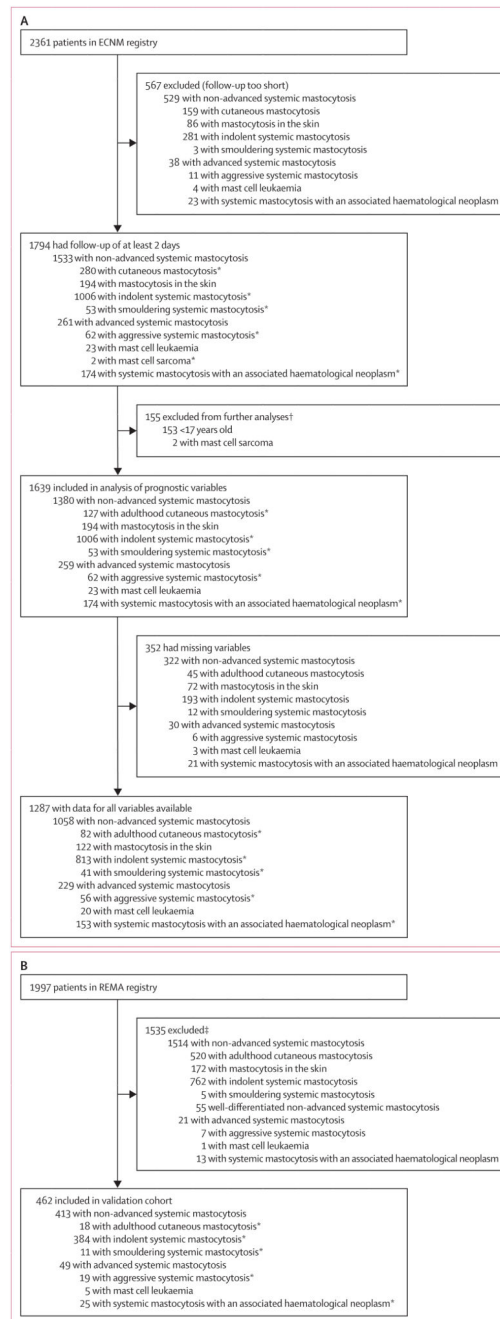 A
2361 patients in ECNM registry
567 excluded (follow-up too short)
529 with non-advanced systemic mastocytosis
159 with cutaneous mastocytosis
86 with mastocytosis in the skin
281 with indolent systemic mastocytosis
3 with smouldering systemic mastocytosis
38 with advanced systemic mastocytosis
11 with aggressive systemic mastocytosis
4 with mast cell leukaemia
23 with systemic mastocytosis with an associated haematological neoplasm
1794 had follow-up of at least 2 days
1533 with non-advanced systemic mastocytosis
280 with cutaneous mastocytosis*
194 with mastocytosis in the skin
1006 with indolent systemic mastocytosis*
53 with smouldering systemic mastocytosis*
261 with advanced systemic mastocytosis
62 with aggressive systemic mastocytosis*
23 with mast cell leukaemia
2 with mast cell sarcoma*
174 with systemic mastocytosis with an associated haematological neoplasm*
155 excluded from further analyses†
153 <17 years old
2 with mast cell sarcoma
1639 included in analysis of prognostic variables
1380 with non-advanced systemic mastocytosis
127 with adulthood cutaneous mastocytosis*
194 with mastocytosis in the skin
1006 with indolent systemic mastocytosis*
53 with smouldering systemic mastocytosis*
259 with advanced systemic mastocytosis
62 with aggressive systemic mastocytosis*
23 with mast cell leukaemia
174 with systemic mastocytosis with an associated haematological neoplasm*
352 had missing variables
322 with non-advanced systemic mastocytosis
45 with adulthood cutaneous mastocytosis
72 with mastocytosis in the skin
193 with indolent systemic mastocytosis
12 with smouldering systemic mastocytosis
30 with advanced systemic mastocytosis
6 with aggressive systemic mastocytosis
3 with mast cell leukaemia
21 with systemic mastocytosis with an associated haematological neoplasm
1287 with data for all variables available
1058 with non-advanced systemic mastocytosis
82 with adulthood cutaneous mastocytosis*
122 with mastocytosis in the skin
813 with indolent systemic mastocytosis*
41 with smouldering systemic mastocytosis*
229 with advanced systemic mastocytosis
56 with aggressive systemic mastocytosis*
20 with mast cell leukaemia
153 with systemic mastocytosis with an associated haematological neoplasm*
B
1997 patients in REMA registry
1535 excluded‡
1514 with non-advanced systemic mastocytosis
520 with adulthood cutaneous mastocytosis
172 with mastocytosis in the skin
762 with indolent systemic mastocytosis
5 with smouldering systemic mastocytosis
55 well-differentiated non-advanced systemic mastocytosis
21 with advanced systemic mastocytosis
7 with aggressive systemic mastocytosis
1 with mast cell leukaemia
13 with systemic mastocytosis with an associated haematological neoplasm
462 included in validation cohort
413 with non-advanced systemic mastocytosis
18 with adulthood cutaneous mastocytosis*
384 with indolent systemic mastocytosis*
11 with smouldering systemic mastocytosis*
49 with advanced systemic mastocytosis
19 with aggressive systemic mastocytosis*
5 with mast cell leukaemia
25 with systemic mastocytosis with an associated haematological neoplasm*